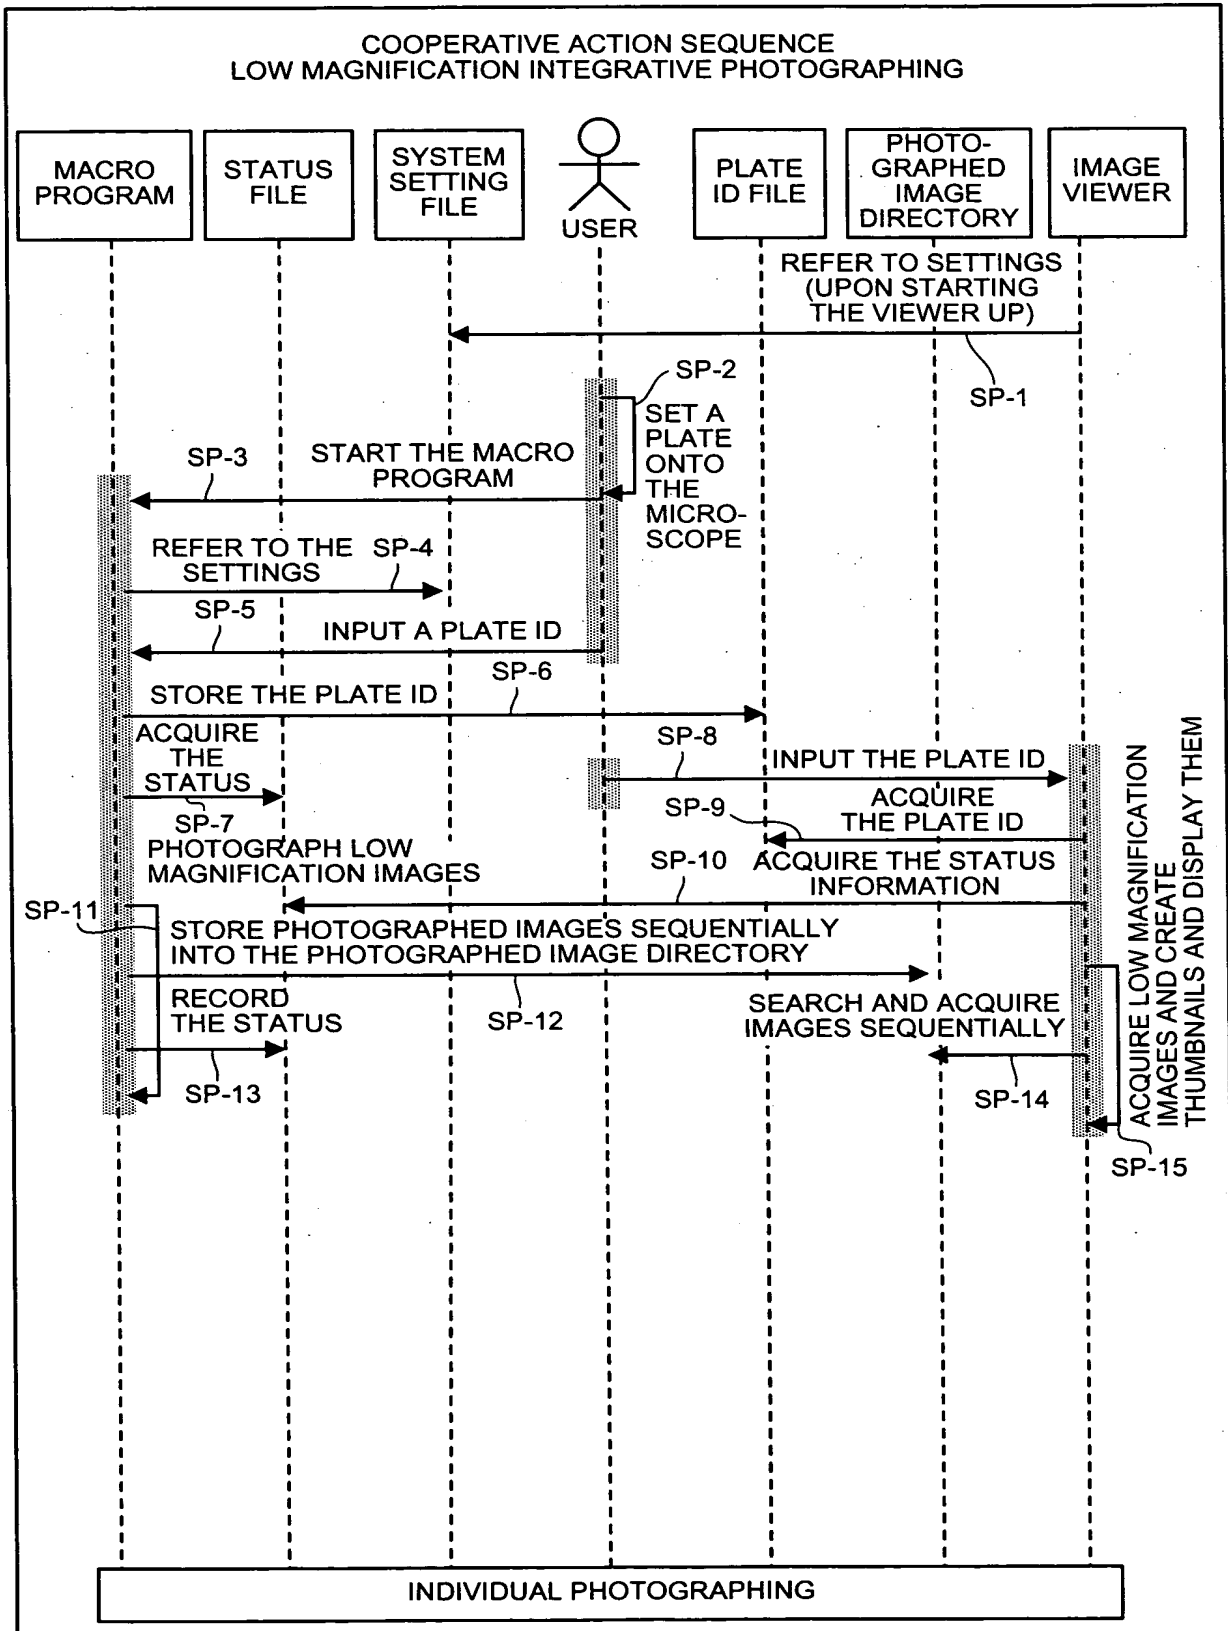 COOPERATIVE ACTION SEQUENCE
LOW MAGNIFICATION INTEGRATIVE PHOTOGRAPHING
MACRO
PROGRAM
STATUS
FILE
SYSTEM
SETTING
FILE
USER
PLATE
ID FILE
PHOTO-
GRAPHED
IMAGE
DIRECTORY
IMAGE
VIEWER
REFER TO SETTINGS
(UPON STARTING
THE VIEWER UP)
SP-1
SP-2
SET A
PLATE
ONTO
THE
MICRO-
SCOPE
SP-3
START THE MACRO
PROGRAM
REFER TO THE
SETTINGS
SP-4
SP-5
INPUT A PLATE ID
STORE THE PLATE ID
SP-6
ACQUIRE
THE
STATUS
SP-7
SP-8
INPUT THE PLATE ID
SP-9
ACQUIRE
THE PLATE ID
PHOTOGRAPH LOW
MAGNIFICATION IMAGES
SP-10
ACQUIRE THE STATUS
INFORMATION
SP-11
STORE PHOTOGRAPHED IMAGES SEQUENTIALLY
INTO THE PHOTOGRAPHED IMAGE DIRECTORY
SP-12
RECORD
THE STATUS
SP-13
SEARCH AND ACQUIRE
IMAGES SEQUENTIALLY
SP-14
ACQUIRE LOW MAGNIFICATION
IMAGES AND CREATE
THUMBNAILS AND DISPLAY THEM
SP-15
INDIVIDUAL PHOTOGRAPHING